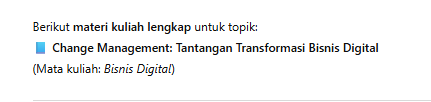 Berikut materi kuliah lengkap untuk topik:
📘 Change Management: Tantangan Transformasi Bisnis Digital
(Mata kuliah: Bisnis Digital)